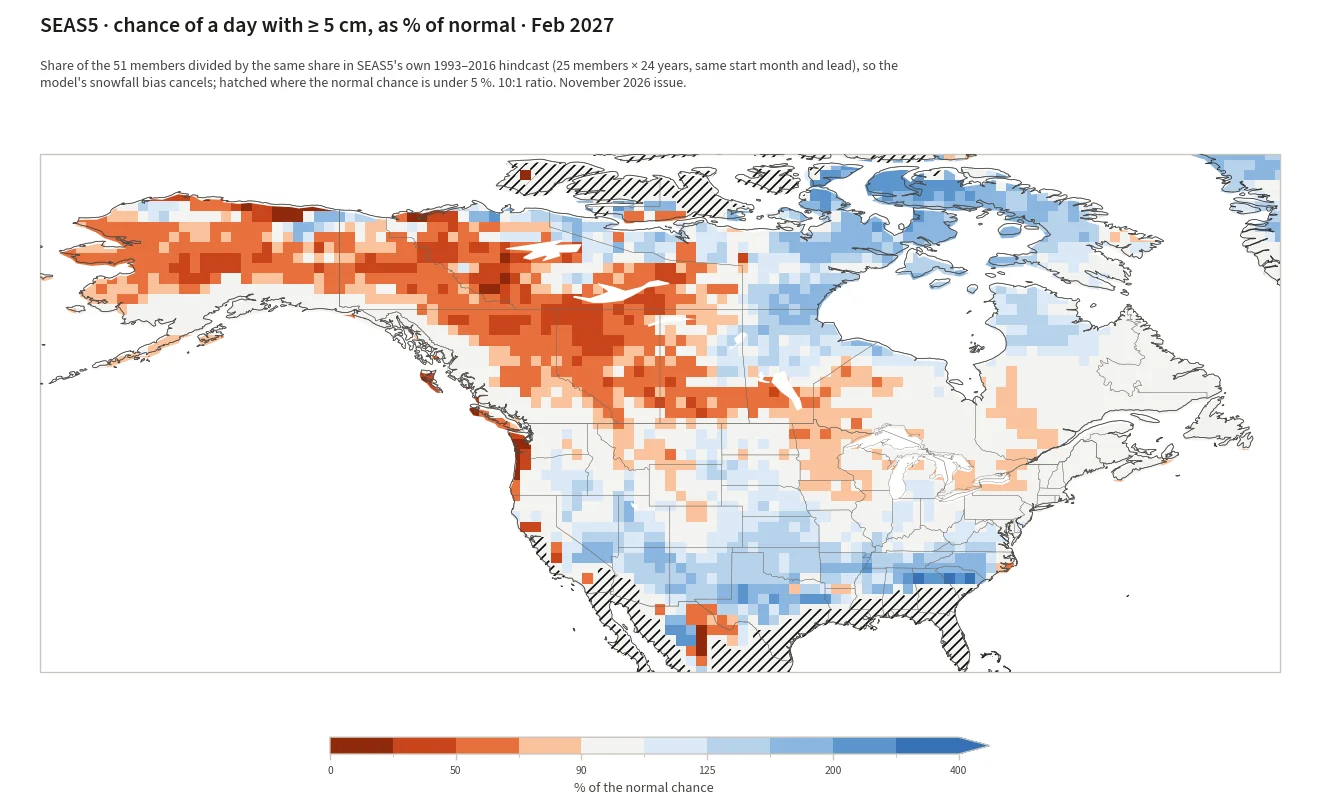 SEAS5 · chance of a day with ≥ 5 cm, as % of normal · Feb 2027
Share of the 51 members divided by the same share in SEAS5's own 1993–2016 hindcast (25 members × 24 years, same start month and lead), so the
model's snowfall bias cancels; hatched where the normal chance is under 5 %. 10:1 ratio. November 2026 issue.
0 50 90 125 200 400
% of the normal chance